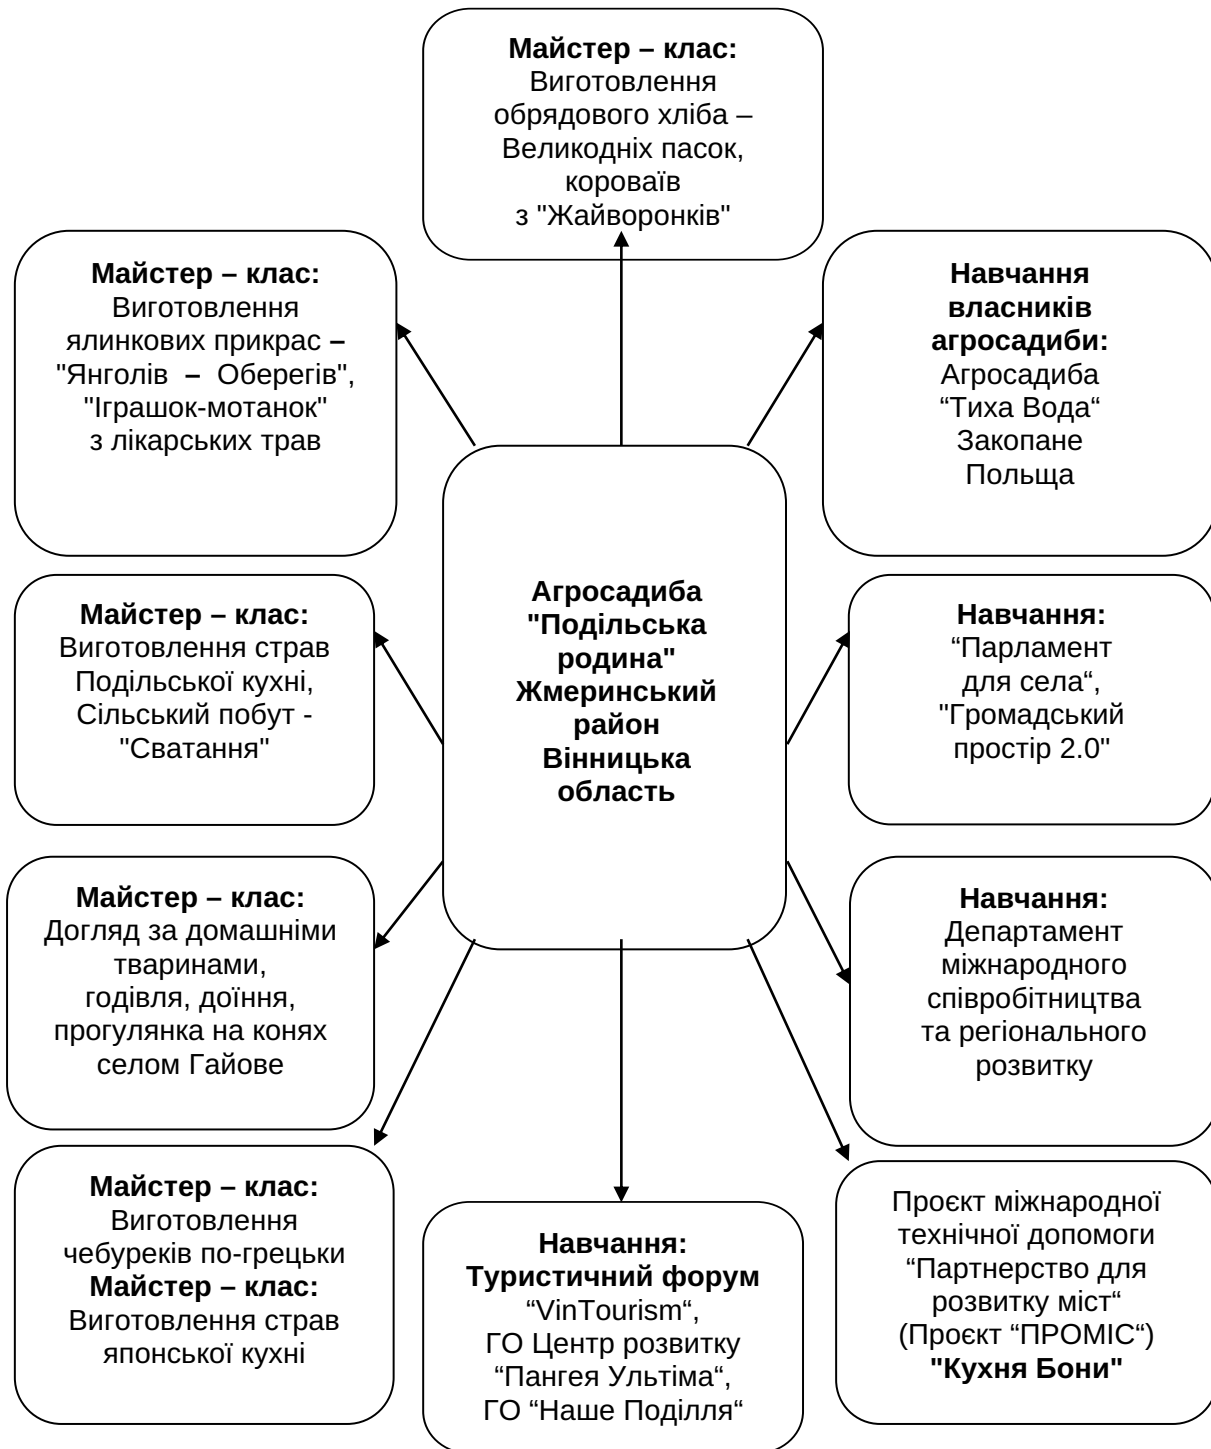 Майстер – клас:
Виготовлення
обрядового хліба –
Великодніх пасок,
короваїв
з "Жайворонків"
Майстер – клас:
Виготовлення
ялинкових прикрас –
"Янголів – Оберегів",
"Іграшок-мотанок"
з лікарських трав
Навчання
власників
агросадиби:
Агросадиба
“Тиха Вода“
Закопане
Польща
Агросадиба
"Подільська
родина"
Жмеринський
район
Вінницька
область
Майстер – клас:
Виготовлення страв
Подільської кухні,
Сільський побут -
"Сватання"
Навчання:
“Парламент
для села“,
"Громадський
простір 2.0"
Майстер – клас:
Догляд за домашніми
тваринами,
годівля, доїння,
прогулянка на конях
селом Гайове
Навчання:
Департамент
міжнародного
співробітництва
та регіонального
розвитку
Майстер – клас:
Виготовлення
чебуреків по-грецьки
Майстер – клас:
Виготовлення страв
японської кухні
Навчання:
Туристичний форум
“VinTourism“,
ГО Центр розвитку
“Пангея Ультіма“,
ГО “Наше Поділля“
Проєкт міжнародної
технічної допомоги
“Партнерство для
розвитку міст“
(Проєкт “ПРОМІС“)
"Кухня Бони"